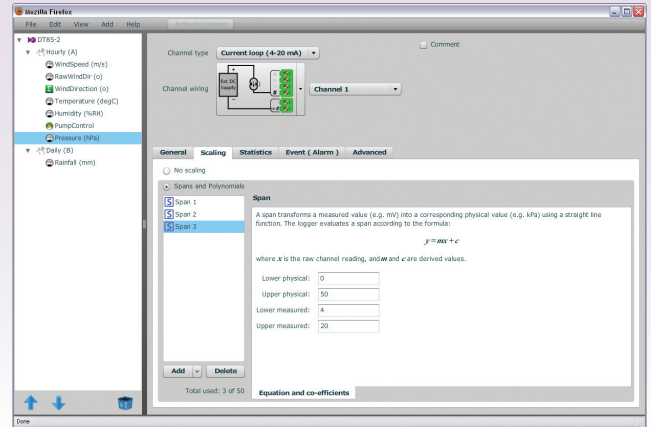 Mozilla Firefox
File Edit View Add Help
DT85-2
Hourly (A)
WindSpeed (m/s)
RawWindDir (o)
WindDirection (o)
Temperature (degC)
Humidity (%RH)
PumpControl
Pressure (hPa)
Daily (B)
Rainfall (mm)
Channel type Current loop (4-20 mA)
Comment
Channel wiring
Ext. DC
Supply
Channel 1
General Scaling Statistics Event ( Alarm ) Advanced
No scaling
Spans and Polynomials
Span 1
Span 2
Span 3
Span
A span transforms a measured value (e.g. mV) into a corresponding physical value (e.g. kPa) using a straight line
function. The logger evaluates a span according to the formula:
y=mx+c
where x is the raw channel reading, and m and c are derived values.
Lower physical: 0
Upper physical: 50
Lower measured: 4
Upper measured: 20
Add Delete
Total used: 3 of 50
Equation and co-efficients
Done